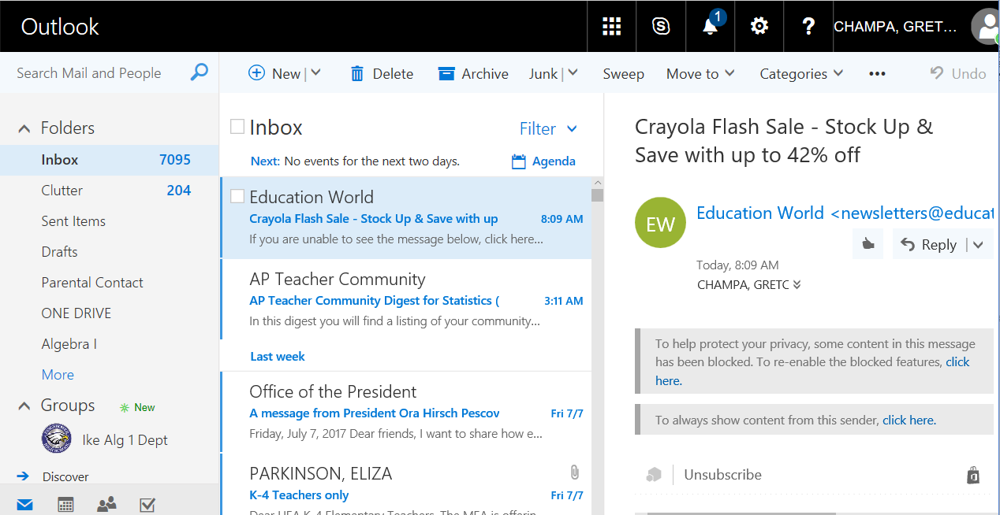 Outlook
1
CHAMPA, GRET...
Search Mail and People
New
Delete
Archive
Junk
Sweep
Move to
Categories
Undo
Folders
Inbox 7095
Clutter 204
Sent Items
Drafts
Parental Contact
ONE DRIVE
Algebra I
More
Groups New
Ike Alg 1 Dept
Discover
Inbox
Filter
Next: No events for the next two days.
Agenda
Education World
Crayola Flash Sale - Stock Up & Save with up 8:09 AM
If you are unable to see the message below, click here...
AP Teacher Community
AP Teacher Community Digest for Statistics ( 3:11 AM
In this digest you will find a listing of your community...
Last week
Office of the President
A message from President Ora Hirsch Pescov Fri 7/7
Friday, July 7, 2017 Dear friends, I want to share how e...
PARKINSON, ELIZA
K-4 Teachers only Fri 7/7
Dear HEA K-4 Elementary Teachers, The MEA is offerin
Crayola Flash Sale - Stock Up &
Save with up to 42% off
EW
Education World <newsletters@educat
Reply
Today, 8:09 AM
CHAMPA, GRETC
To help protect your privacy, some content in this message
has been blocked. To re-enable the blocked features, click
here.
To always show content from this sender, click here.
Unsubscribe